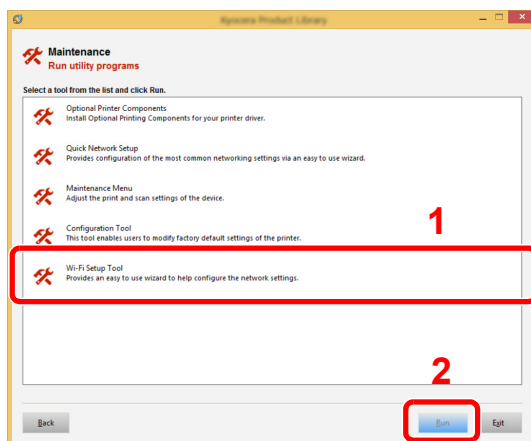 Kyocera Product Library
Maintenance
Run utility programs
Select a tool from the list and click Run.
Optional Printer Components
Install Optional Printing Components for your printer driver.
Quick Network Setup
Provides configuration of the most common networking settings via an easy to use wizard.
Maintenance Menu
Adjust the print and scan settings of the device.
1
Configuration Tool
This tool enables users to modify factory default settings of the printer.
Wi-Fi Setup Tool
Provides an easy to use wizard to help configure the network settings.
2
Back
Run
Exit